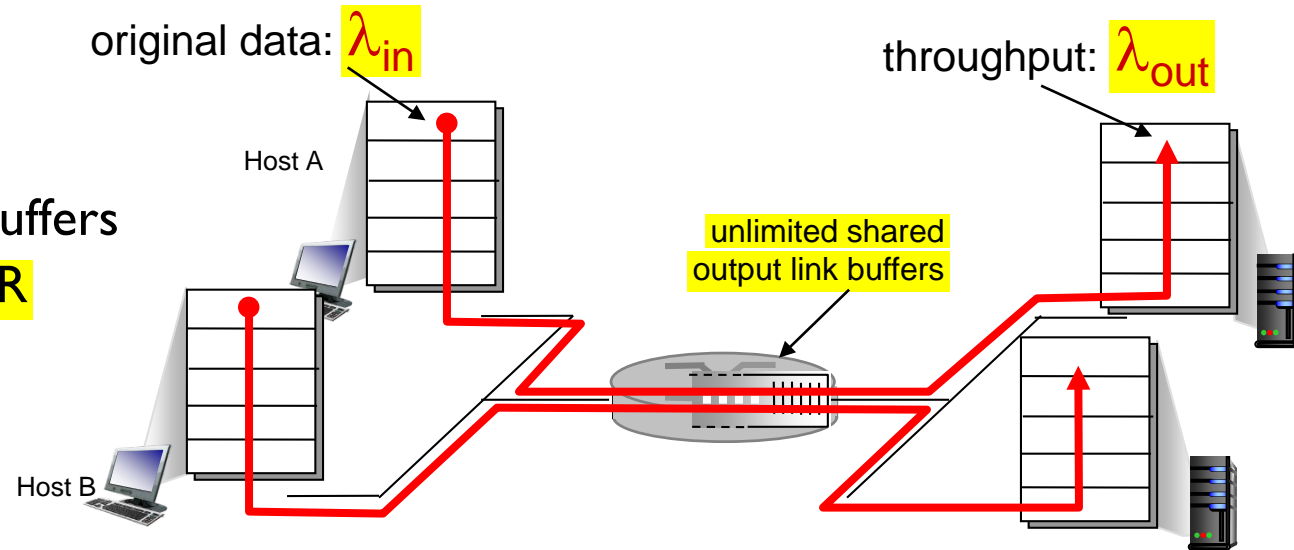 original data: λin
throughput: λout
Host A
uffers
R
unlimited shared
output link buffers
Host B